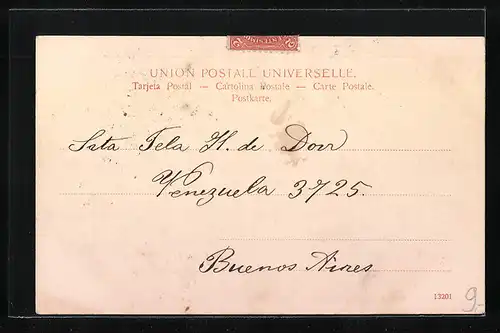 UNION POSTALE UNIVERSELLE.
Tarjeta Postal — Cartolina Postale — Carte Postale.
Postkarte.
Srta Tela H. de Dorr
Venezuela 3725.
Buenos Aires
13201
9.-